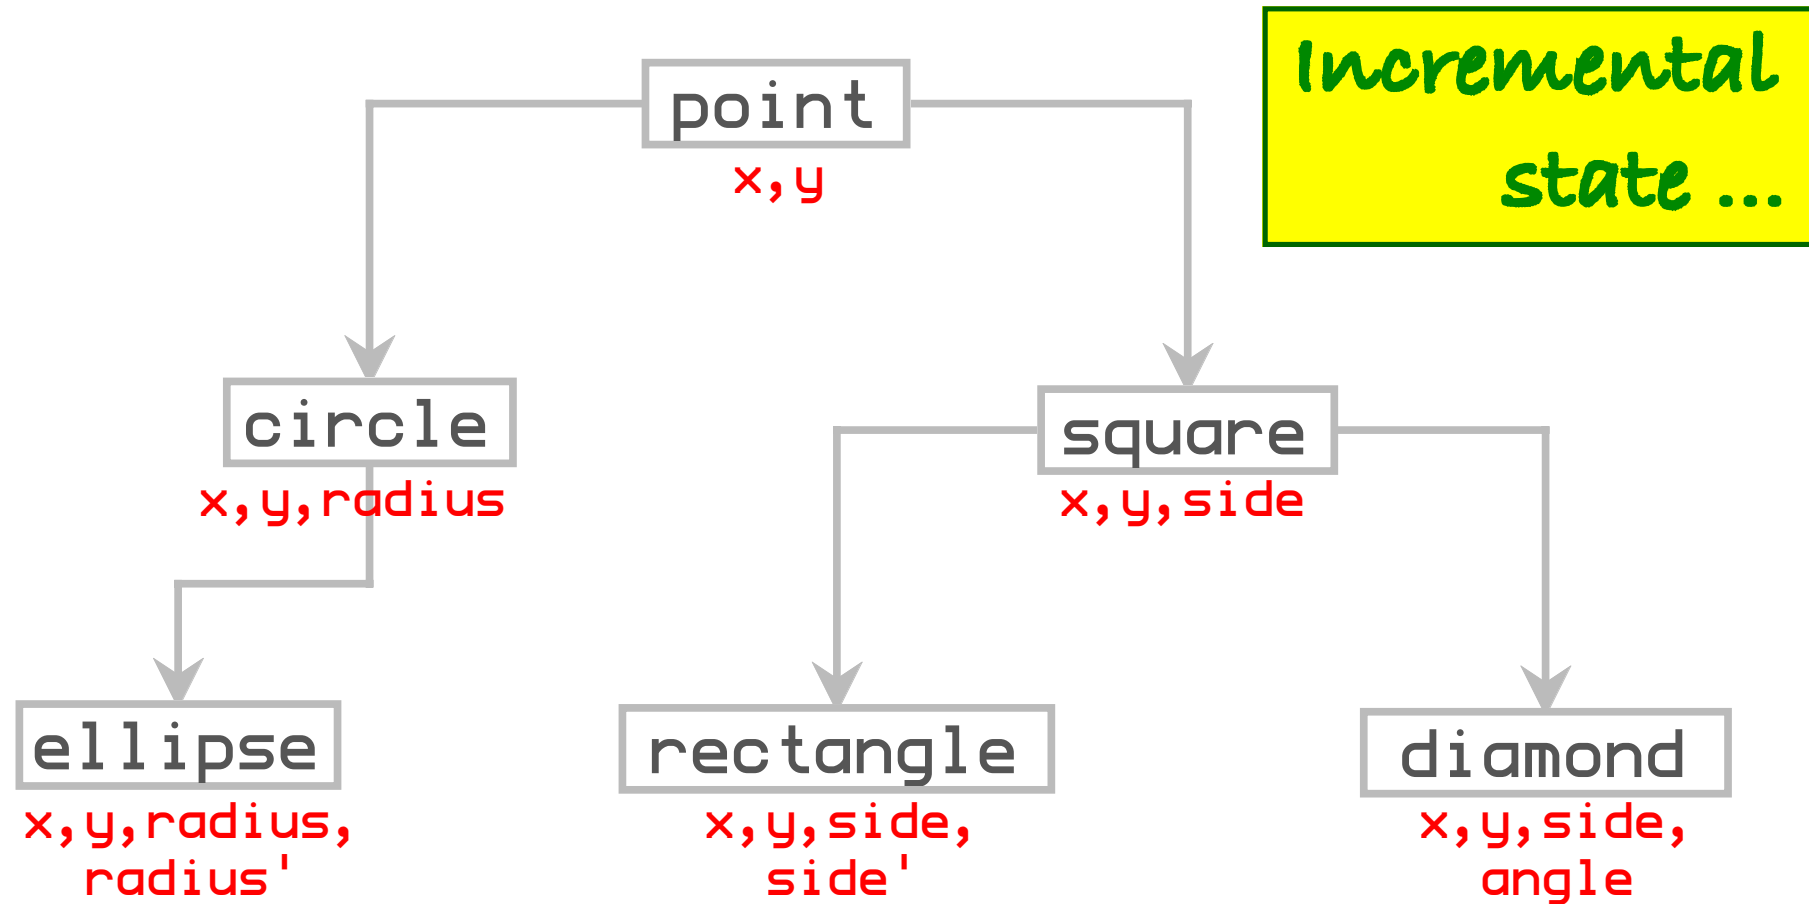 Incremental
state ...
point
x,y
circle
x,y,radius
square
x,y,side
ellipse
x,y,radius,
radius'
rectangle
x,y,side,
side'
diamond
x,y,side,
angle